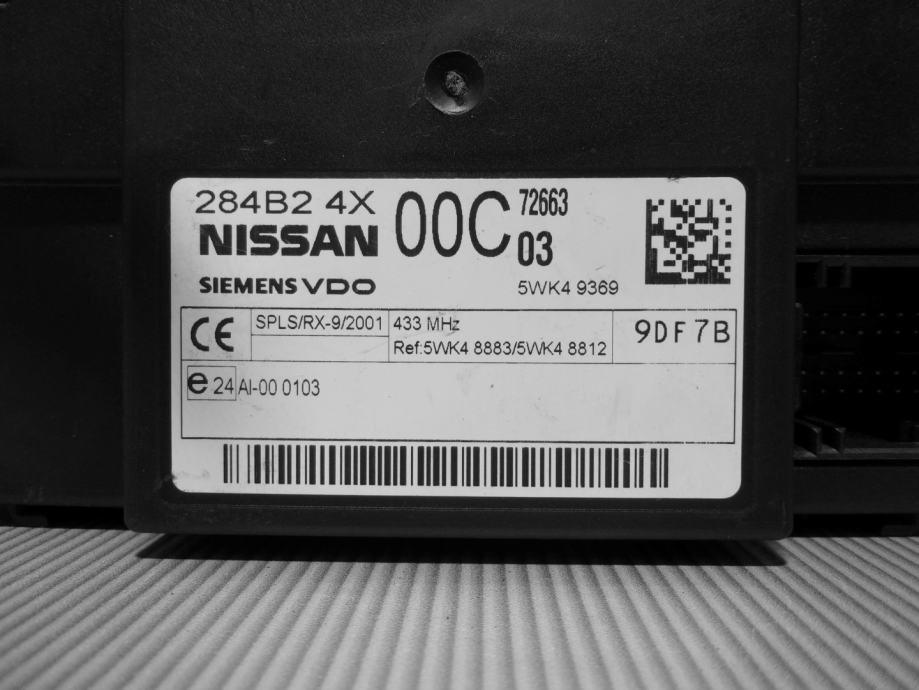 284B2 4X 00C 72663
NISSAN 03
SIEMENS VDO 5WK4 9369
CE SPLS/RX-9/2001 433 MHz 9DF7B
Ref:5WK4 8883/5WK4 8812
e 24 AI-00 0103